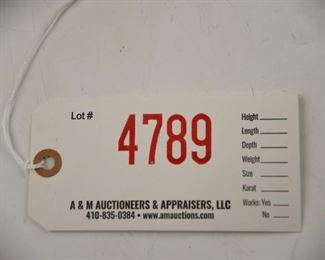 Lot #
4789
Height
Length
Depth
Weight
Size
Karat
Works: Yes
No
A & M AUCTIONEERS & APPRAISERS, LLC
410-835-0384 • www.amauctions.com